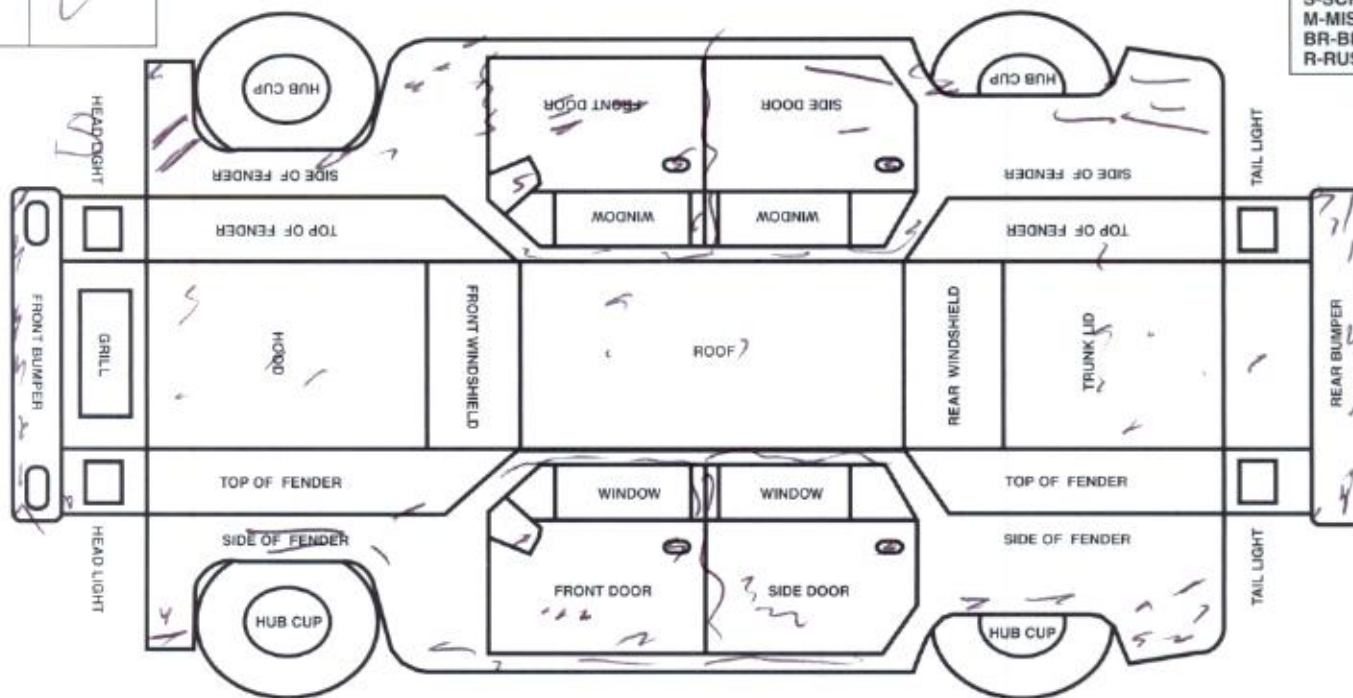 S-SCR
M-MIS
BR-BR
R-RUS
HUB CUP
HUB CUP
FRONT DOOR
SIDE DOOR
HEAD LIGHT
SIDE OF FENDER
SIDE OF FENDER
TAIL LIGHT
WINDOW
WINDOW
TOP OF FENDER
TOP OF FENDER
FRONT BUMPER
GRILL
HOOD
FRONT WINDSHIELD
ROOF
REAR WINDSHIELD
TRUNK LID
REAR BUMPER
TOP OF FENDER
WINDOW
WINDOW
TOP OF FENDER
HEAD LIGHT
SIDE OF FENDER
SIDE OF FENDER
TAIL LIGHT
FRONT DOOR
SIDE DOOR
HUB CUP
HUB CUP